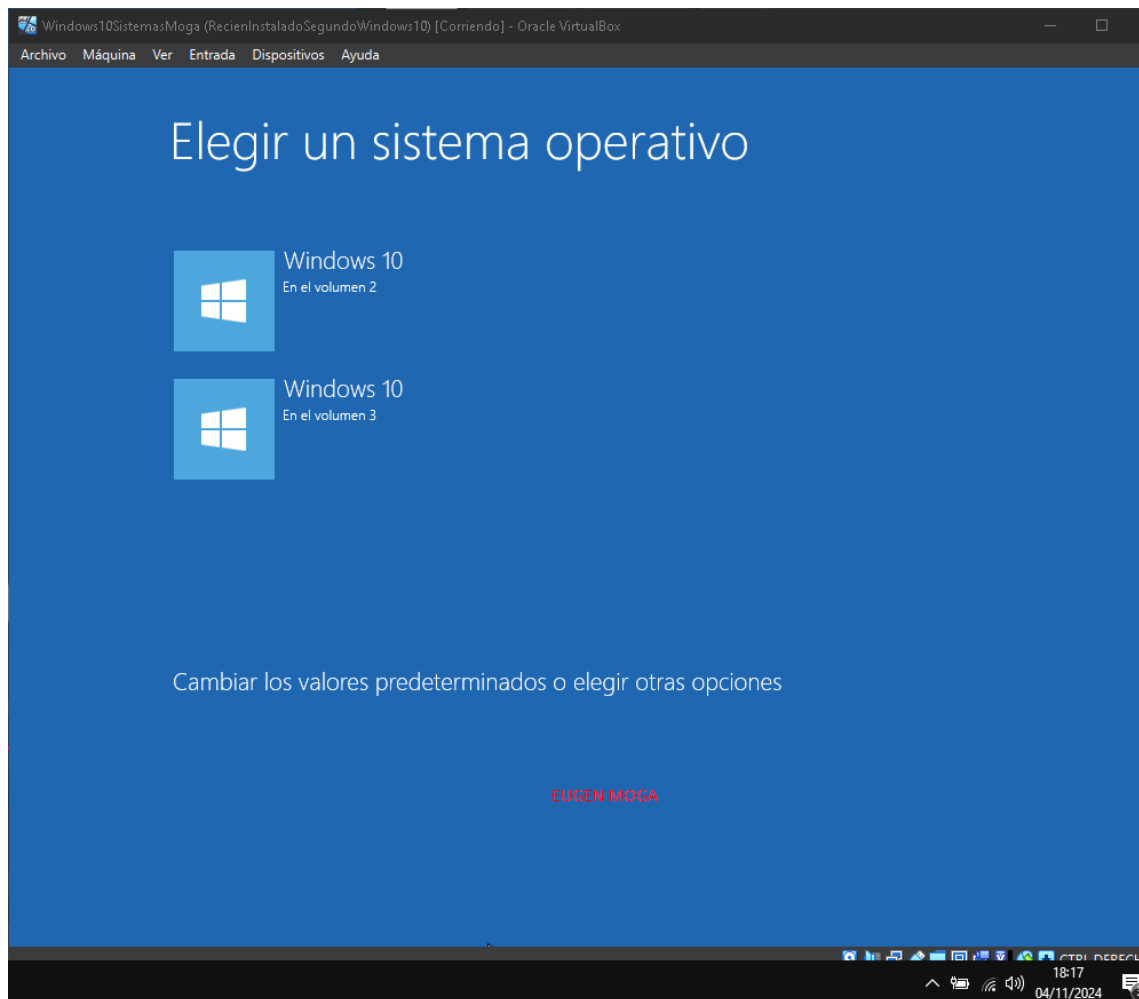 Windows10SistemasMoga (RecienInstaladoSegundoWindows10) [Corriendo] - Oracle VirtualBox
Archivo Máquina Ver Entrada Dispositivos Ayuda
Elegir un sistema operativo
Windows 10
En el volumen 2
Windows 10
En el volumen 3
Cambiar los valores predeterminados o elegir otras opciones
EUGEN MOGA
CTRL DERECH
18:17
04/11/2024